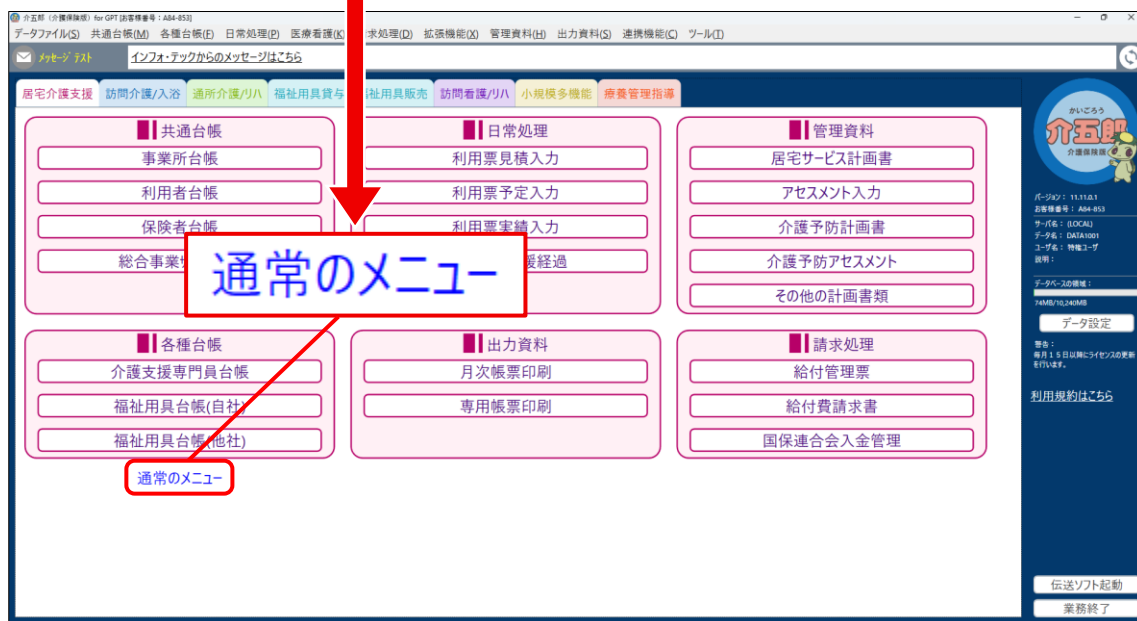 介五郎（介護保険版）for GPT [お客様番号：A84-853]
データファイル(S) 共通台帳(M) 各種台帳(F) 日常処理(P) 医療看護(K) 求処理(D) 拡張機能(X) 管理資料(H) 出力資料(S) 連携機能(C) ツール(T)
メッセージ テスト インフォ・テックからのメッセージはこちら
居宅介護支援 訪問介護/入浴 通所介護/リハ 福祉用具貸与 福祉用具販売 訪問看護/リハ 小規模多機能 療養管理指導
共通台帳
事業所台帳
利用者台帳
保険者台帳
総合事業
日常処理
利用票見積入力
利用票予定入力
利用票実績入力
援経過
管理資料
居宅サービス計画書
アセスメント入力
介護予防計画書
介護予防アセスメント
その他の計画書類
通常のメニュー
各種台帳
介護支援専門員台帳
福祉用具台帳(自社)
福祉用具台帳(他社)
通常のメニュー
出力資料
月次帳票印刷
専用帳票印刷
請求処理
給付管理票
給付費請求書
国保連合会入金管理
かいごろう
介五郎
介護保険版
バージョン： 11.11.0.1
お客様番号： A84-853
サーバ名： (LOCAL)
データ名： DATA1001
ユーザ名： 特権ユーザ
説明：
データベースの領域：
74MB/10,240MB
データ設定
警告：
毎月１５日以降にライセンスの更新
を行います。
利用規約はこちら
伝送ソフト起動
業務終了